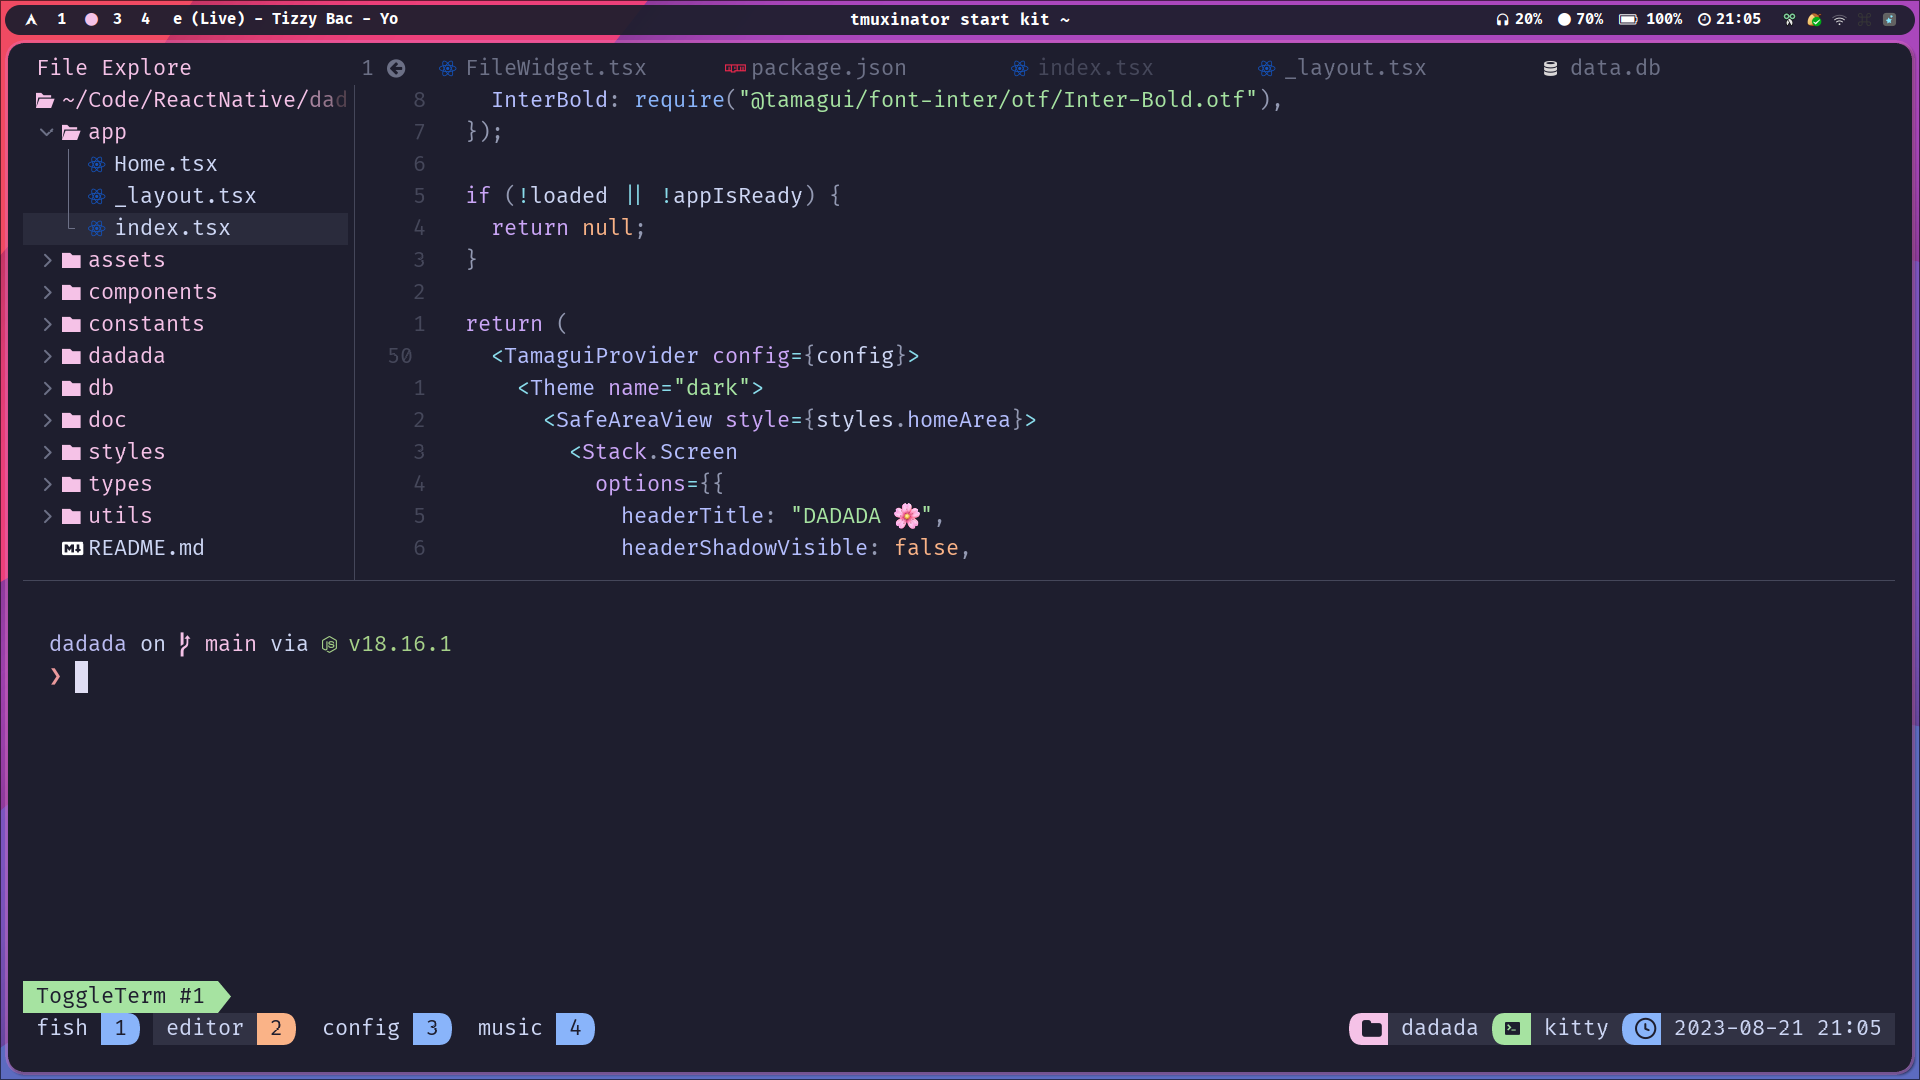 1 3 4 e (Live) – Tizzy Bac – Yo
tmuxinator start kit ~
20% 70% 100% 21:05
File Explore
~/Code/ReactNative/dad
app
Home.tsx
_layout.tsx
index.tsx
assets
components
constants
dadada
db
doc
styles
types
utils
README.md
1 FileWidget.tsx package.json index.tsx _layout.tsx data.db
8 InterBold: require("@tamagui/font-inter/otf/Inter-Bold.otf"),
7 });
6
5 if (!loaded || !appIsReady) {
4 return null;
3 }
2
1 return (
50 <TamaguiProvider config={config}>
1 <Theme name="dark">
2 <SafeAreaView style={styles.homeArea}>
3 <Stack.Screen
4 options={{
5 headerTitle: "DADADA 🌸",
6 headerShadowVisible: false,
dadada on main via v18.16.1
❯
ToggleTerm #1
fish 1 editor 2 config 3 music 4
dadada kitty 2023-08-21 21:05